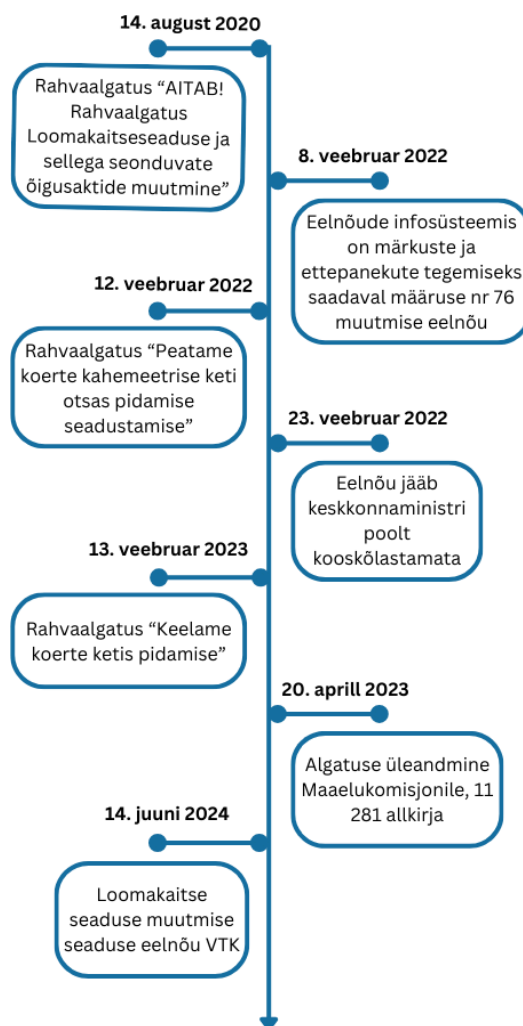 14. august 2020
Rahvaalgatus “AITAB!
Rahvaalgatus
Loomakaitseseaduse ja
sellega seonduvate
õigusaktide muutmine”
8. veebruar 2022
Eelnõude infosüsteemis
on märkuste ja
ettepanekute tegemiseks
saadaval määruse nr 76
muutmise eelnõu
12. veebruar 2022
Rahvaalgatus “Peatame
koerte kahemeetrise keti
otsas pidamise
seadustamise”
23. veebruar 2022
Eelnõu jääb
keskkonnaministri
poolt
kooskõlastamata
13. veebruar 2023
Rahvaalgatus “Keelame
koerte ketis pidamise”
20. aprill 2023
Algatuse üleandmine
Maaelukomisjonile, 11
281 allkirja
14. juuni 2024
Loomakaitse
seaduse muutmise
seaduse eelnõu VTK